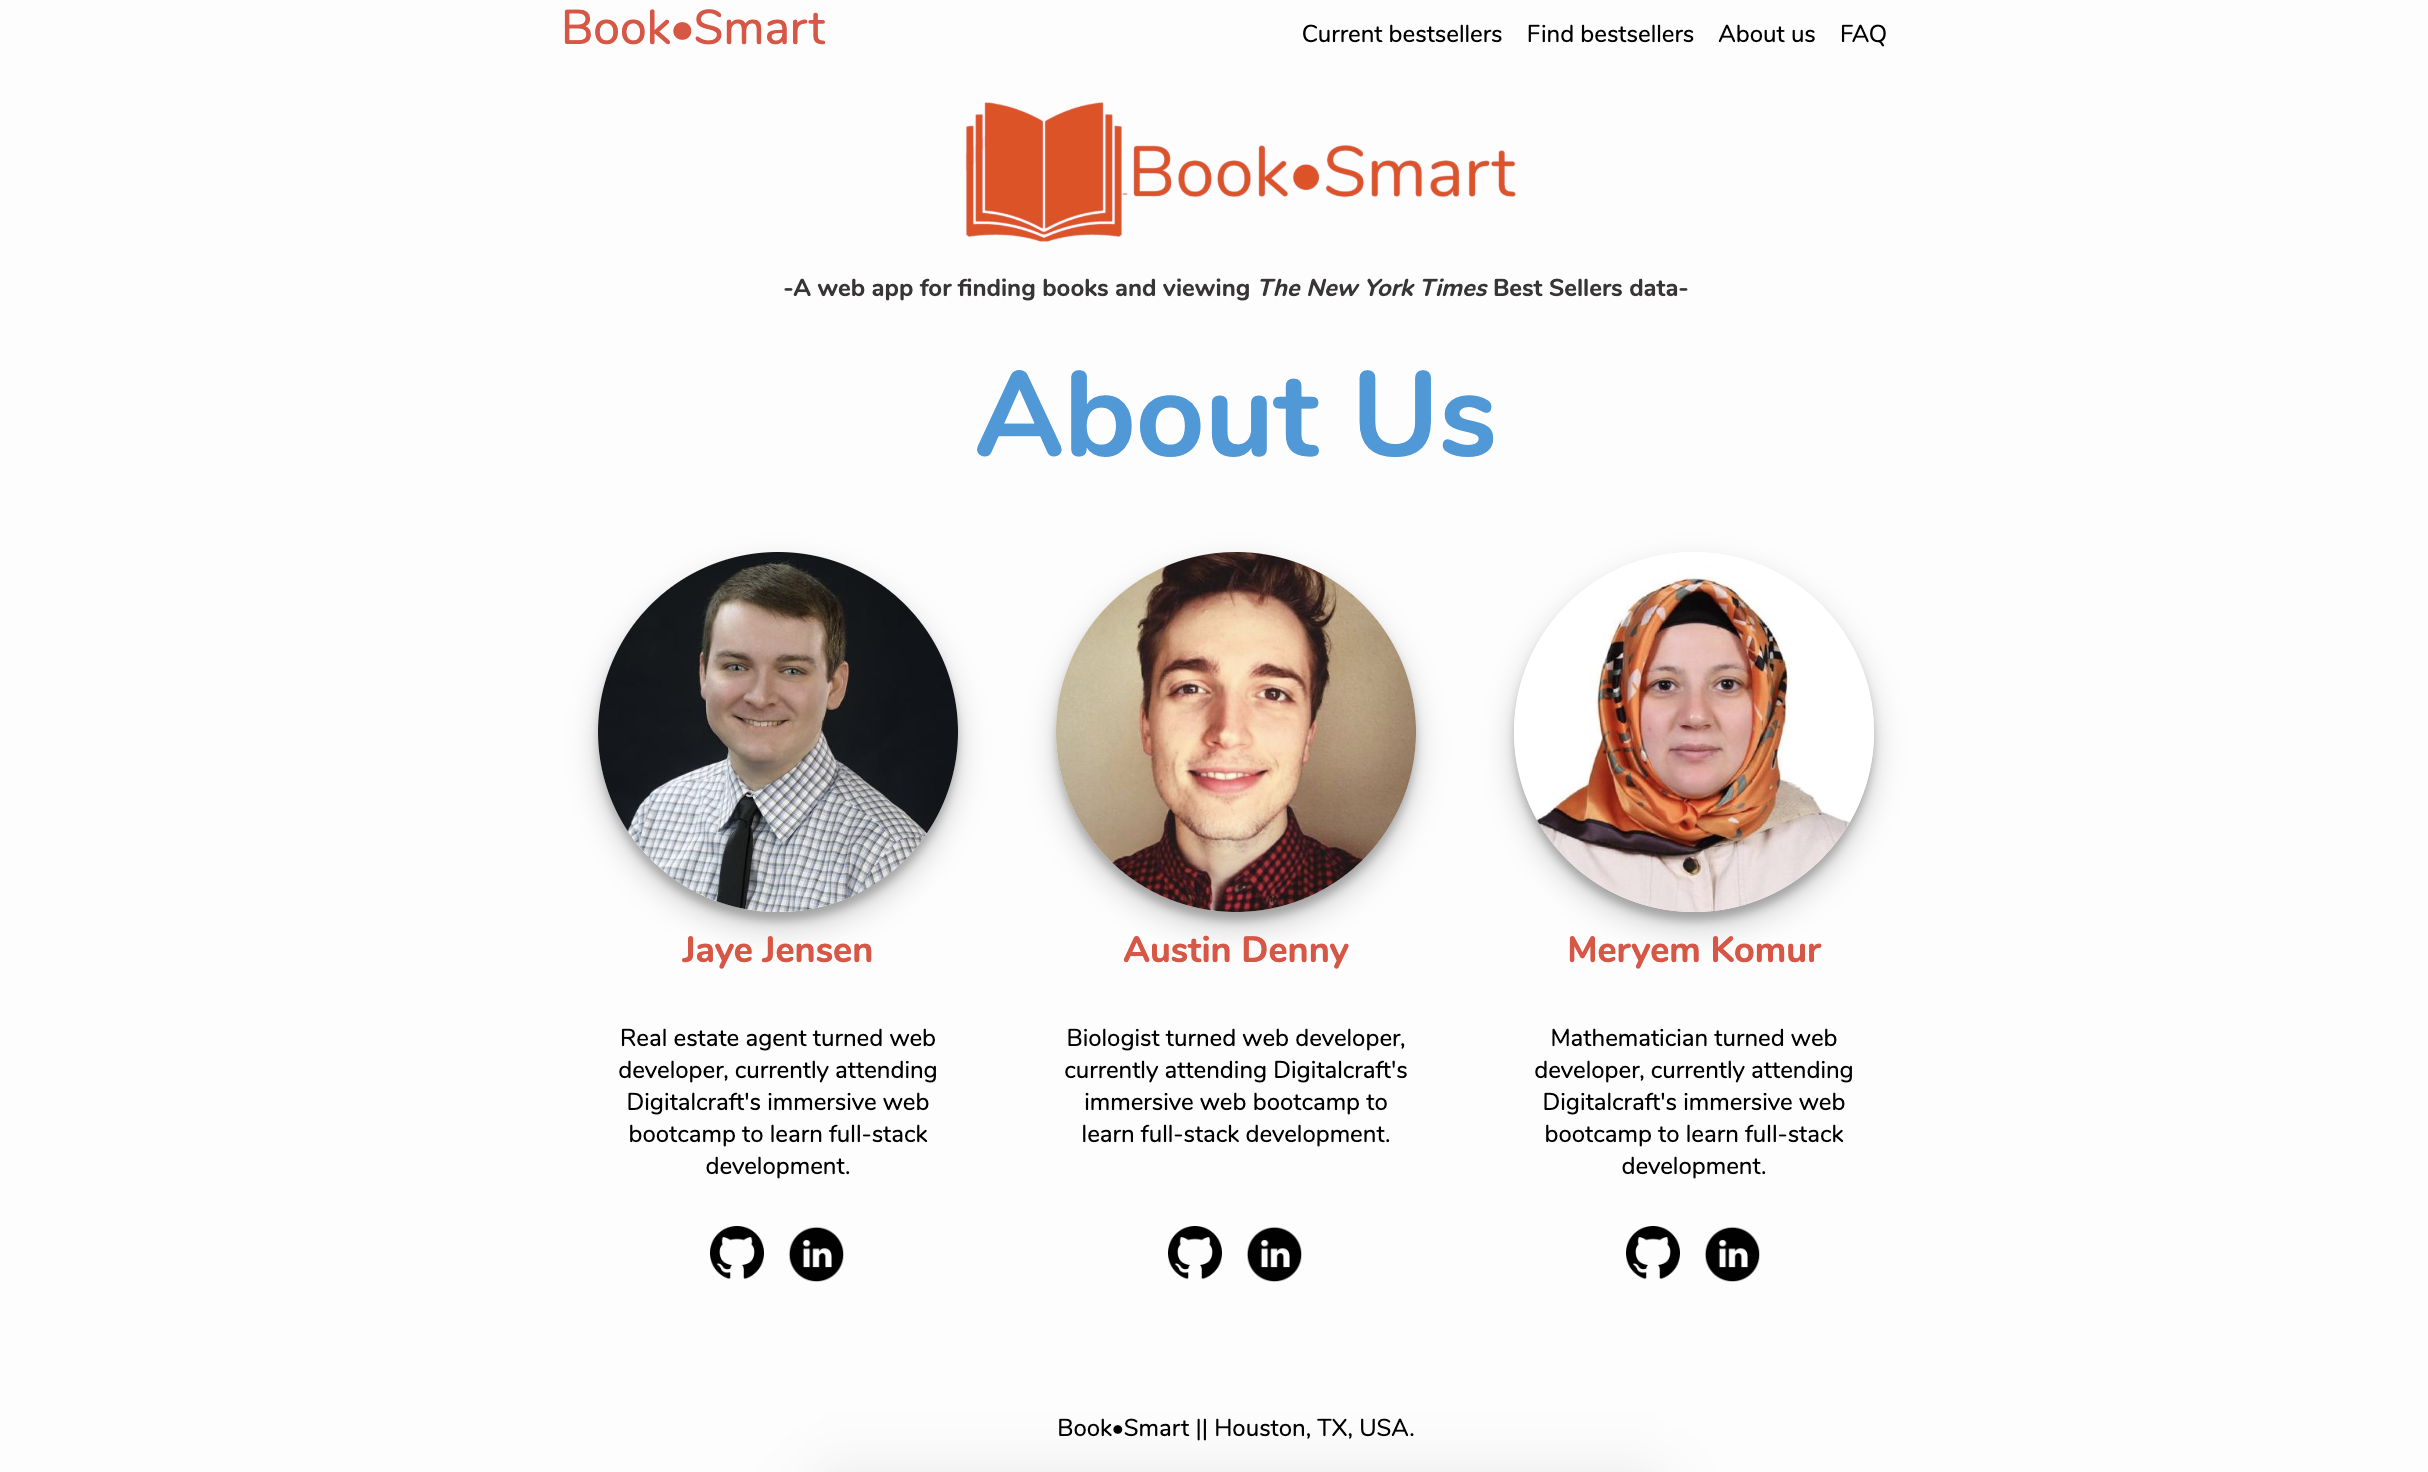 Book●Smart
Current bestsellers Find bestsellers About us FAQ
Book●Smart
-A web app for finding books and viewing The New York Times Best Sellers data-
About Us
Jaye Jensen
Real estate agent turned web
developer, currently attending
Digitalcraft's immersive web
bootcamp to learn full-stack
development.
in
Austin Denny
Biologist turned web developer,
currently attending Digitalcraft's
immersive web bootcamp to
learn full-stack development.
in
Meryem Komur
Mathematician turned web
developer, currently attending
Digitalcraft's immersive web
bootcamp to learn full-stack
development.
in
Book●Smart || Houston, TX, USA.